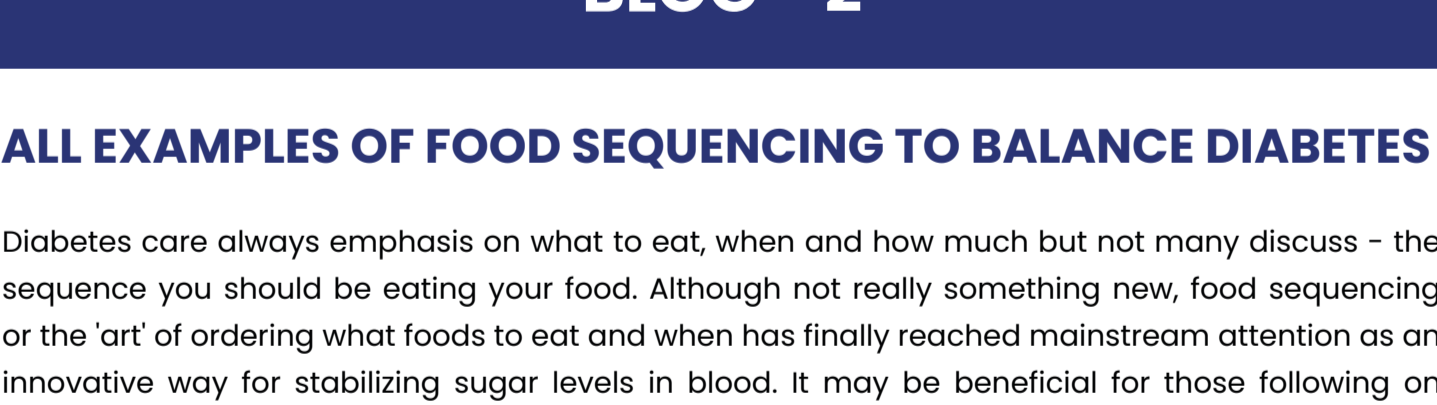 BLOG - 2
ALL EXAMPLES OF FOOD SEQUENCING TO BALANCE DIABETES
Diabetes care always emphasis on what to eat, when and how much but not many discuss - the
sequence you should be eating your food. Although not really something new, food sequencing
or the 'art' of ordering what foods to eat and when has finally reached mainstream attention as an
innovative way for stabilizing sugar levels in blood. It may be beneficial for those following on